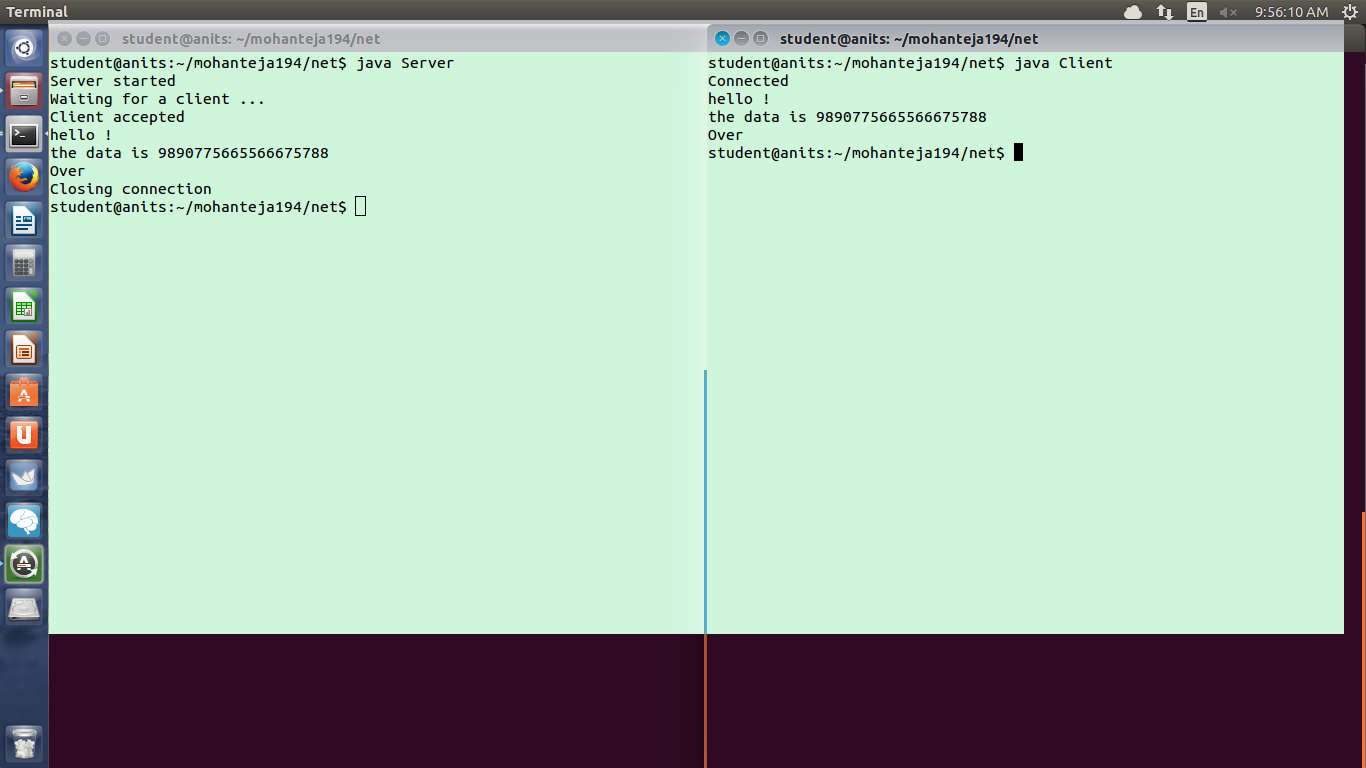 Terminal
En
9:56:10 AM
student@anits: ~/mohanteja194/net
student@anits:~/mohanteja194/net$ java Server
Server started
Waiting for a client ...
Client accepted
hello !
the data is 9890775665566675788
Over
Closing connection
student@anits:~/mohanteja194/net$
student@anits: ~/mohanteja194/net
student@anits:~/mohanteja194/net$ java Client
Connected
hello !
the data is 9890775665566675788
Over
student@anits:~/mohanteja194/net$